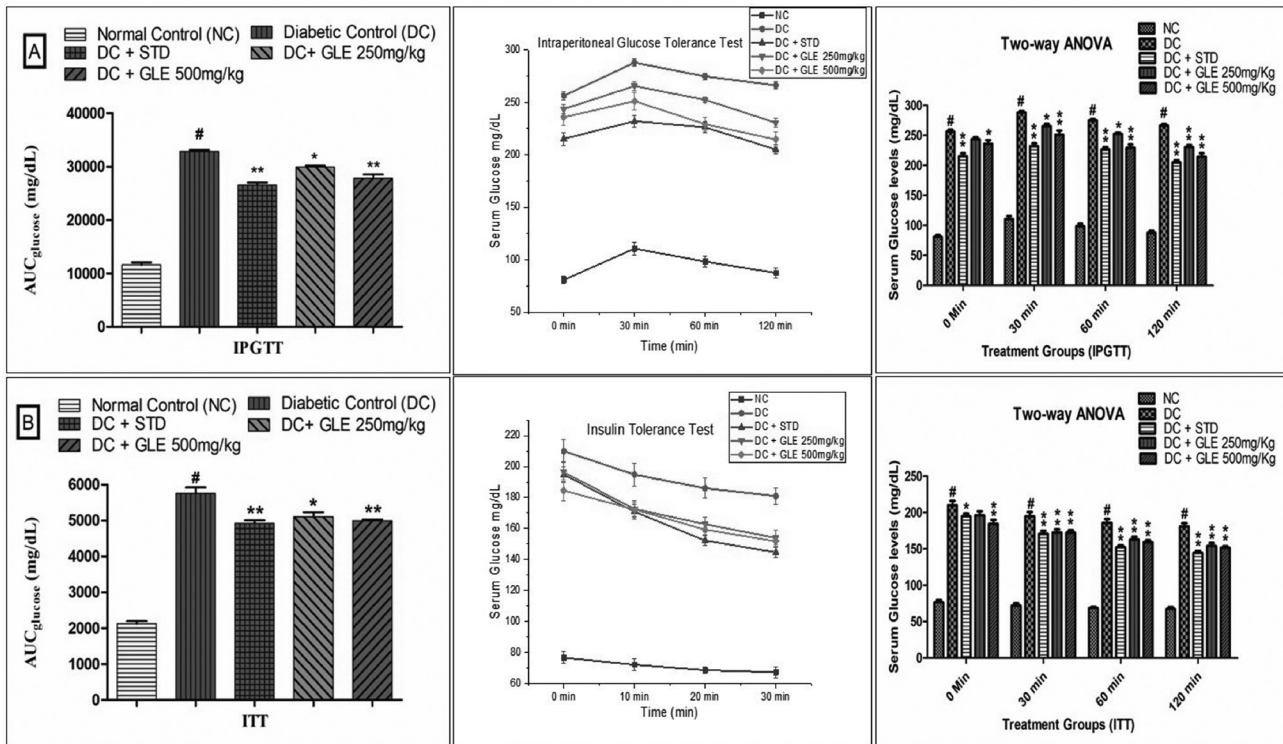 A
Normal Control (NC)
Diabetic Control (DC)
DC + STD
DC+ GLE 250mg/kg
DC + GLE 500mg/kg
AUCglucose (mg/dL)
40000
30000
20000
10000
0
#
**
*
**
IPGTT
NC
DC
DC + STD
DC + GLE 250mg/kg
DC + GLE 500mg/kg
Intraperitoneal Glucose Tolerance Test
Serum Glucose mg/dL
300
250
200
150
100
50
0 min
30 min
60 min
120 min
Time (min)
Two-way ANOVA
NC
DC
DC + STD
DC + GLE 250mg/Kg
DC + GLE 500mg/Kg
Serum Glucose levels (mg/dL)
300
250
200
150
100
50
0
#
**
*
#
**
*
**
#
**
*
**
#
**
**
**
0 Min
30 min
60 min
120 min
Treatment Groups (IPGTT)
B
Normal Control (NC)
Diabetic Control (DC)
DC + STD
DC+ GLE 250mg/kg
DC + GLE 500mg/kg
AUCglucose (mg/dL)
8000
6000
5000
4000
2000
0
#
**
*
**
ITT
NC
DC
DC + STD
DC + GLE 250mg/kg
DC + GLE 500mg/kg
Insulin Tolerance Test
Serum Glucose mg/dL
220
200
180
160
140
120
100
80
60
0 min
10 min
20 min
30 min
Time (min)
Two-way ANOVA
NC
DC
DC + STD
DC + GLE 250mg/Kg
DC + GLE 500mg/Kg
Serum Glucose levels (mg/dL)
250
200
150
100
50
0
#
*
**
#
**
**
**
#
**
**
**
#
**
**
**
0 Min
30 min
60 min
120 min
Treatment Groups (ITT)